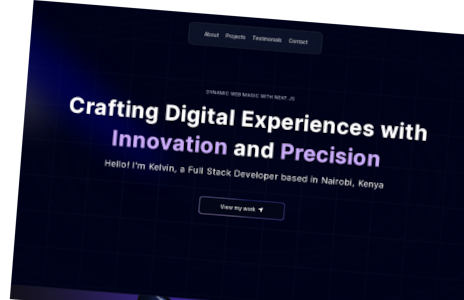 About Projects Testimonials Contact
DYNAMIC WEB MAGIC WITH NEXT.JS
Crafting Digital Experiences with
Innovation and Precision
Hello! I'm Kelvin, a Full Stack Developer based in Nairobi, Kenya
View my work